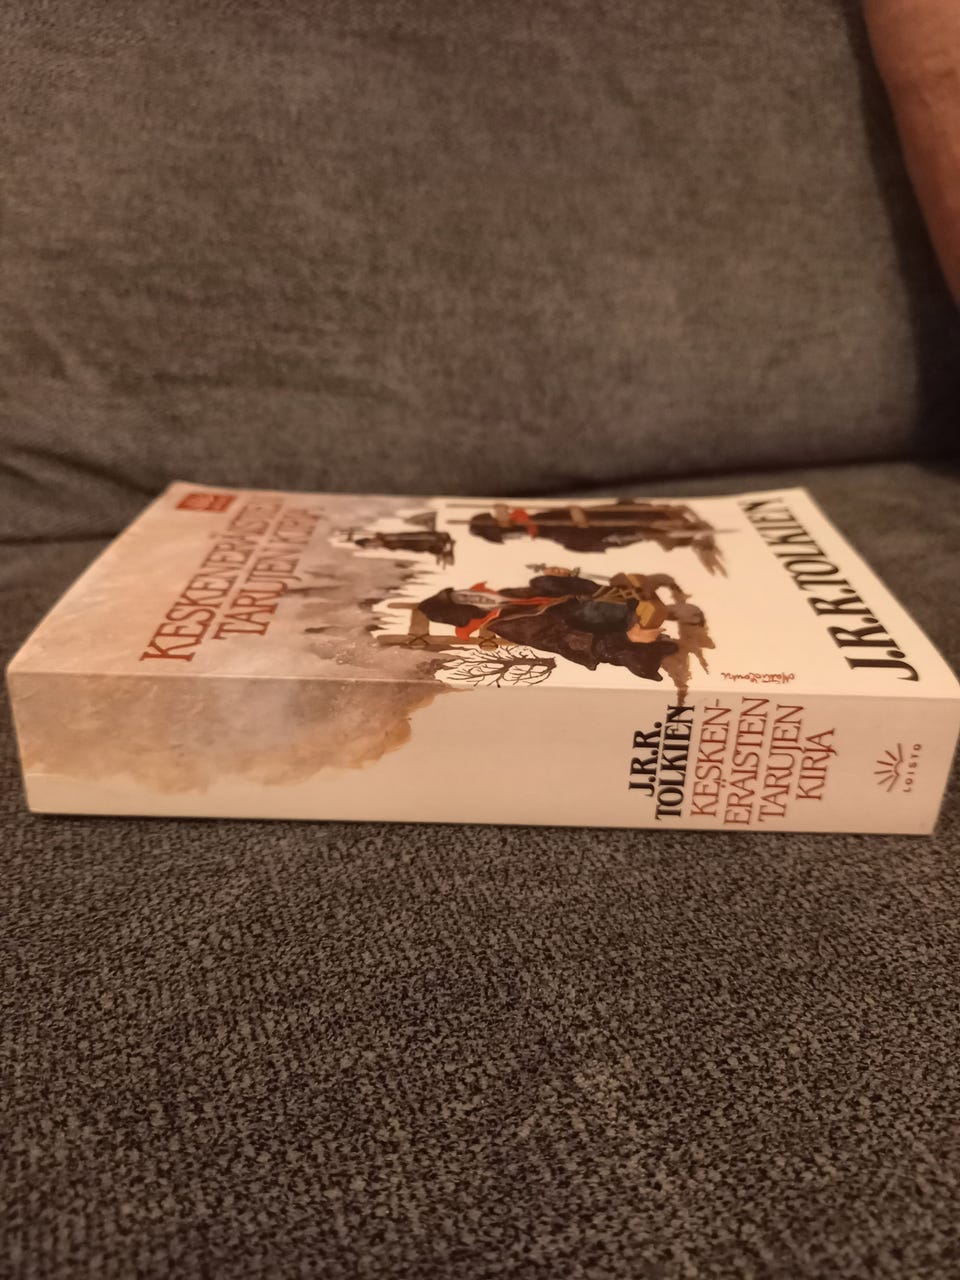 J.R.R. TOLKIEN
KESKENERÄISTEN
TARUJEN KIRJA
J.R.R.
TOLKIEN
KESKEN-
ERÄISTEN
TARUJEN
KIRJA
LOISTO